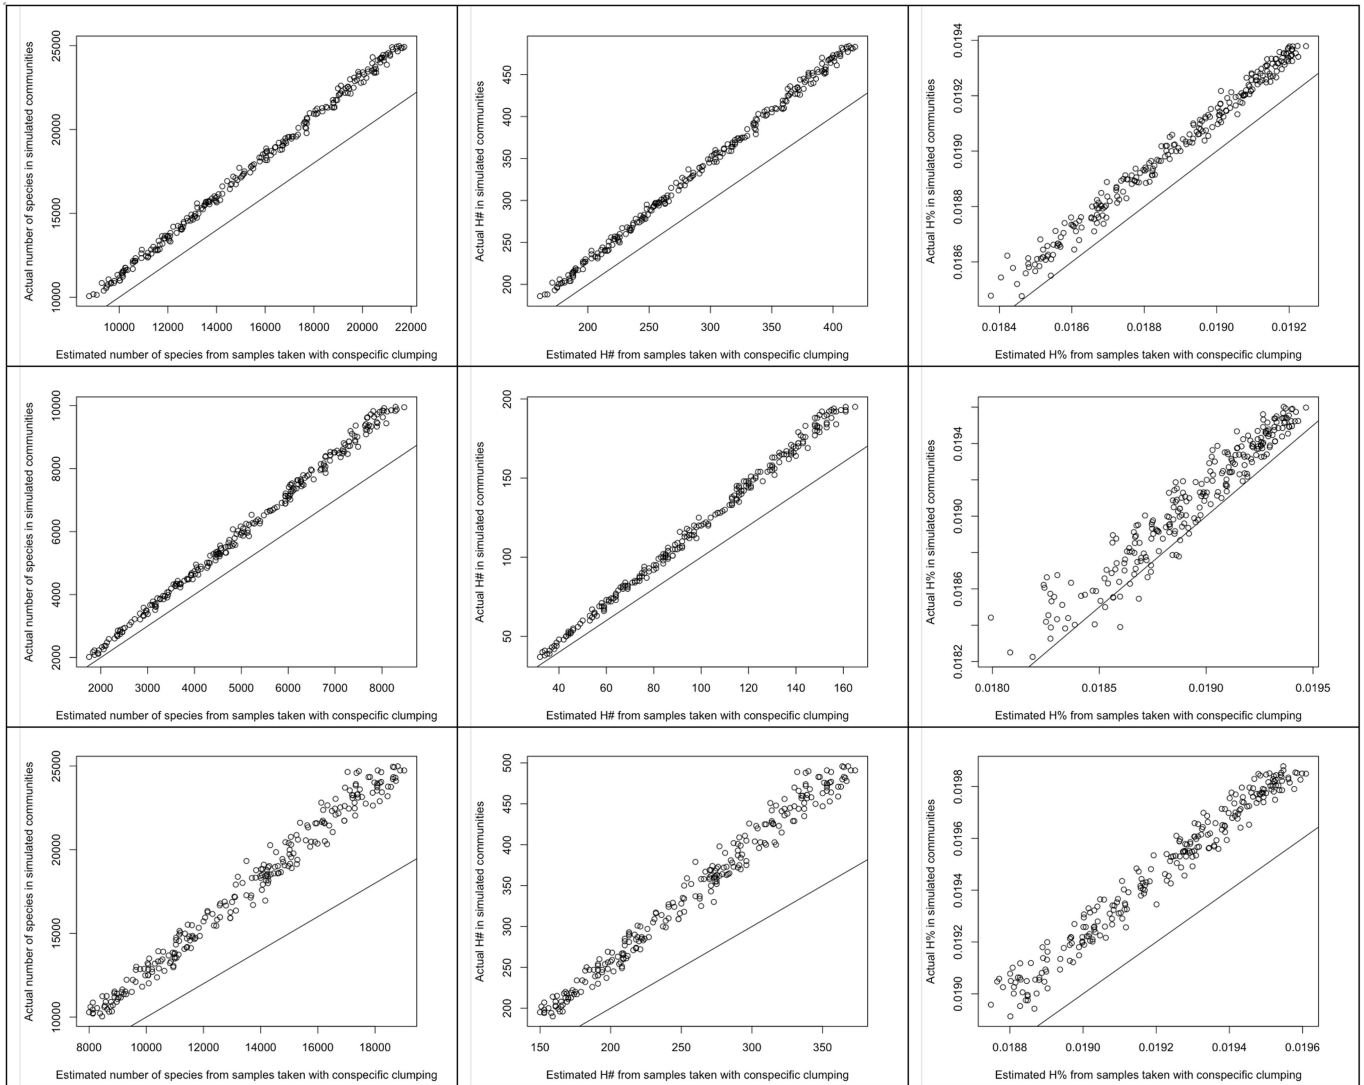 Actual number of species in simulated communities
25000
20000
15000
10000
10000 12000 14000 16000 18000 20000 22000
Estimated number of species from samples taken with conspecific clumping
Actual H# in simulated communities
450
400
350
300
250
200
200 250 300 350 400
Estimated H# from samples taken with conspecific clumping
Actual H% in simulated communities
0.0194
0.0192
0.0190
0.0188
0.0186
0.0184 0.0186 0.0188 0.0190 0.0192
Estimated H% from samples taken with conspecific clumping
Actual number of species in simulated communities
10000
8000
6000
4000
2000
2000 3000 4000 5000 6000 7000 8000
Estimated number of species from samples taken with conspecific clumping
Actual H# in simulated communities
200
150
100
50
40 60 80 100 120 140 160
Estimated H# from samples taken with conspecific clumping
Actual H% in simulated communities
0.0194
0.0190
0.0186
0.0182
0.0180 0.0185 0.0190 0.0195
Estimated H% from samples taken with conspecific clumping
Actual number of species in simulated communities
25000
20000
15000
10000
8000 10000 12000 14000 16000 18000
Estimated number of species from samples taken with conspecific clumping
Actual H# in simulated communities
500
450
400
350
300
250
200
150 200 250 300 350
Estimated H# from samples taken with conspecific clumping
Actual H% in simulated communities
0.0198
0.0196
0.0194
0.0192
0.0190
0.0188 0.0190 0.0192 0.0194 0.0196
Estimated H% from samples taken with conspecific clumping